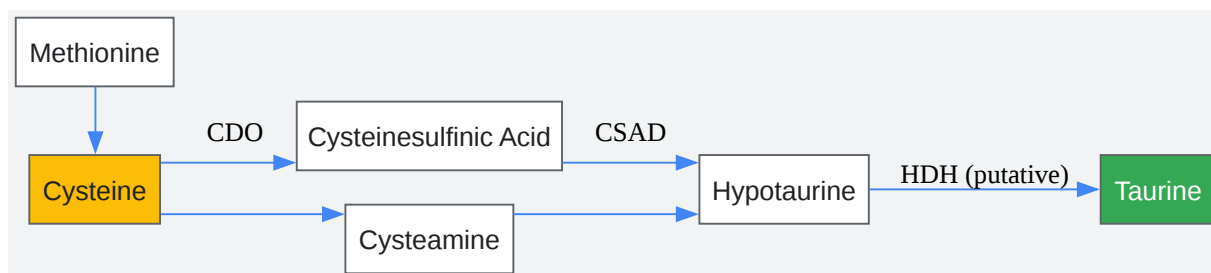 Methionine
CDO
Cysteinesulfinic Acid
CSAD
Cysteine
Hypotaurine
HDH (putative)
Taurine
Cysteamine